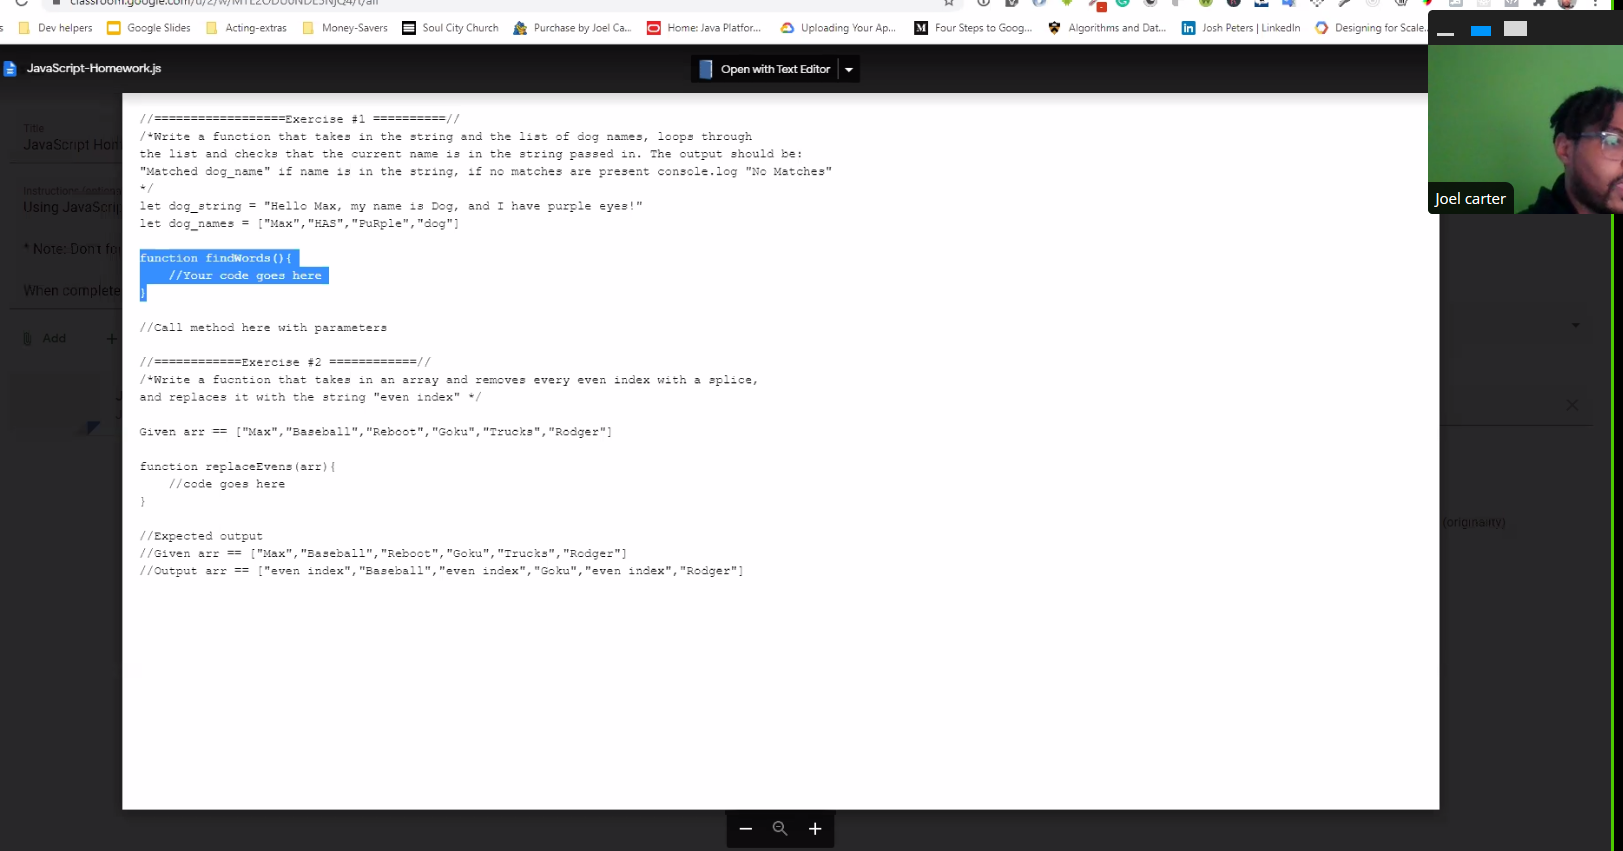 Dev helpers
Google Slides
Acting-extras
Money-Savers
Soul City Church
Purchase by Joel Ca...
Home: Java Platfor...
Uploading Your Ap...
Four Steps to Goog...
Algorithms and Dat...
Josh Peters | LinkedIn
Designing for Scale...
JavaScript-Homework.js
Open with Text Editor
Joel carter
//==================Exercise #1 ==========//
/*Write a function that takes in the string and the list of dog names, loops through
the list and checks that the current name is in the string passed in. The output should be:
"Matched dog_name" if name is in the string, if no matches are present console.log "No Matches"
*/
let dog_string = "Hello Max, my name is Dog, and I have purple eyes!"
let dog_names = ["Max","HAS","PuRple","dog"]
function findWords(){
//Your code goes here
}
//Call method here with parameters
//============Exercise #2 ============//
/*Write a fucntion that takes in an array and removes every even index with a splice,
and replaces it with the string "even index" */
Given arr == ["Max","Baseball","Reboot","Goku","Trucks","Rodger"]
function replaceEvens(arr){
//code goes here
}
//Expected output
//Given arr == ["Max","Baseball","Reboot","Goku","Trucks","Rodger"]
//Output arr == ["even index","Baseball","even index","Goku","even index","Rodger"]
Title
JavaScript
Using
* Note: Don't
When complete
Add
(originality)